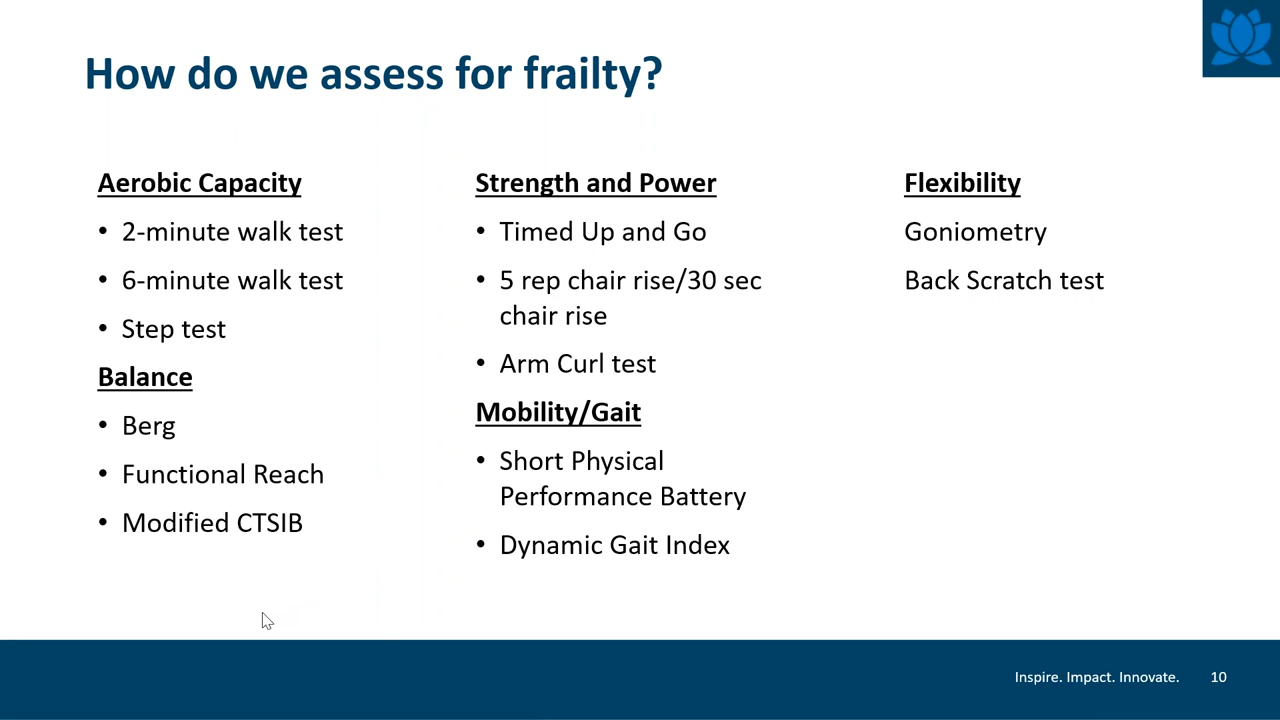 How do we assess for frailty?
Aerobic Capacity
• 2-minute walk test
• 6-minute walk test
• Step test
Balance
• Berg
• Functional Reach
• Modified CTSIB
Strength and Power
• Timed Up and Go
• 5 rep chair rise/30 sec
chair rise
• Arm Curl test
Mobility/Gait
• Short Physical
Performance Battery
• Dynamic Gait Index
Flexibility
Goniometry
Back Scratch test
Inspire. Impact. Innovate.
10